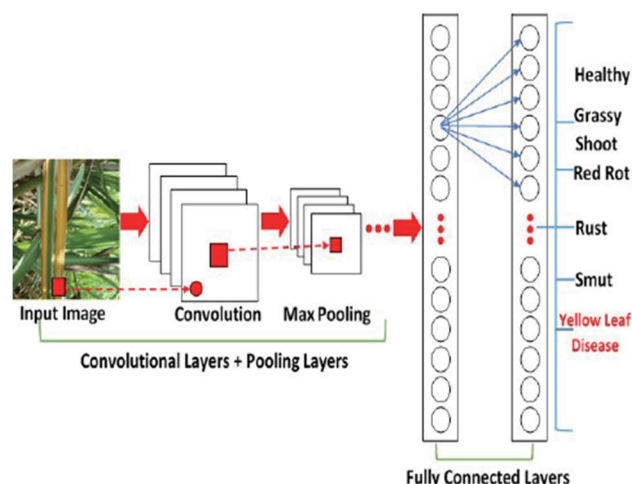 Input Image
Convolution
Max Pooling
Convolutional Layers + Pooling Layers
Healthy
Grassy
Shoot
Red Rot
Rust
Smut
Yellow Leaf
Disease
Fully Connected Layers